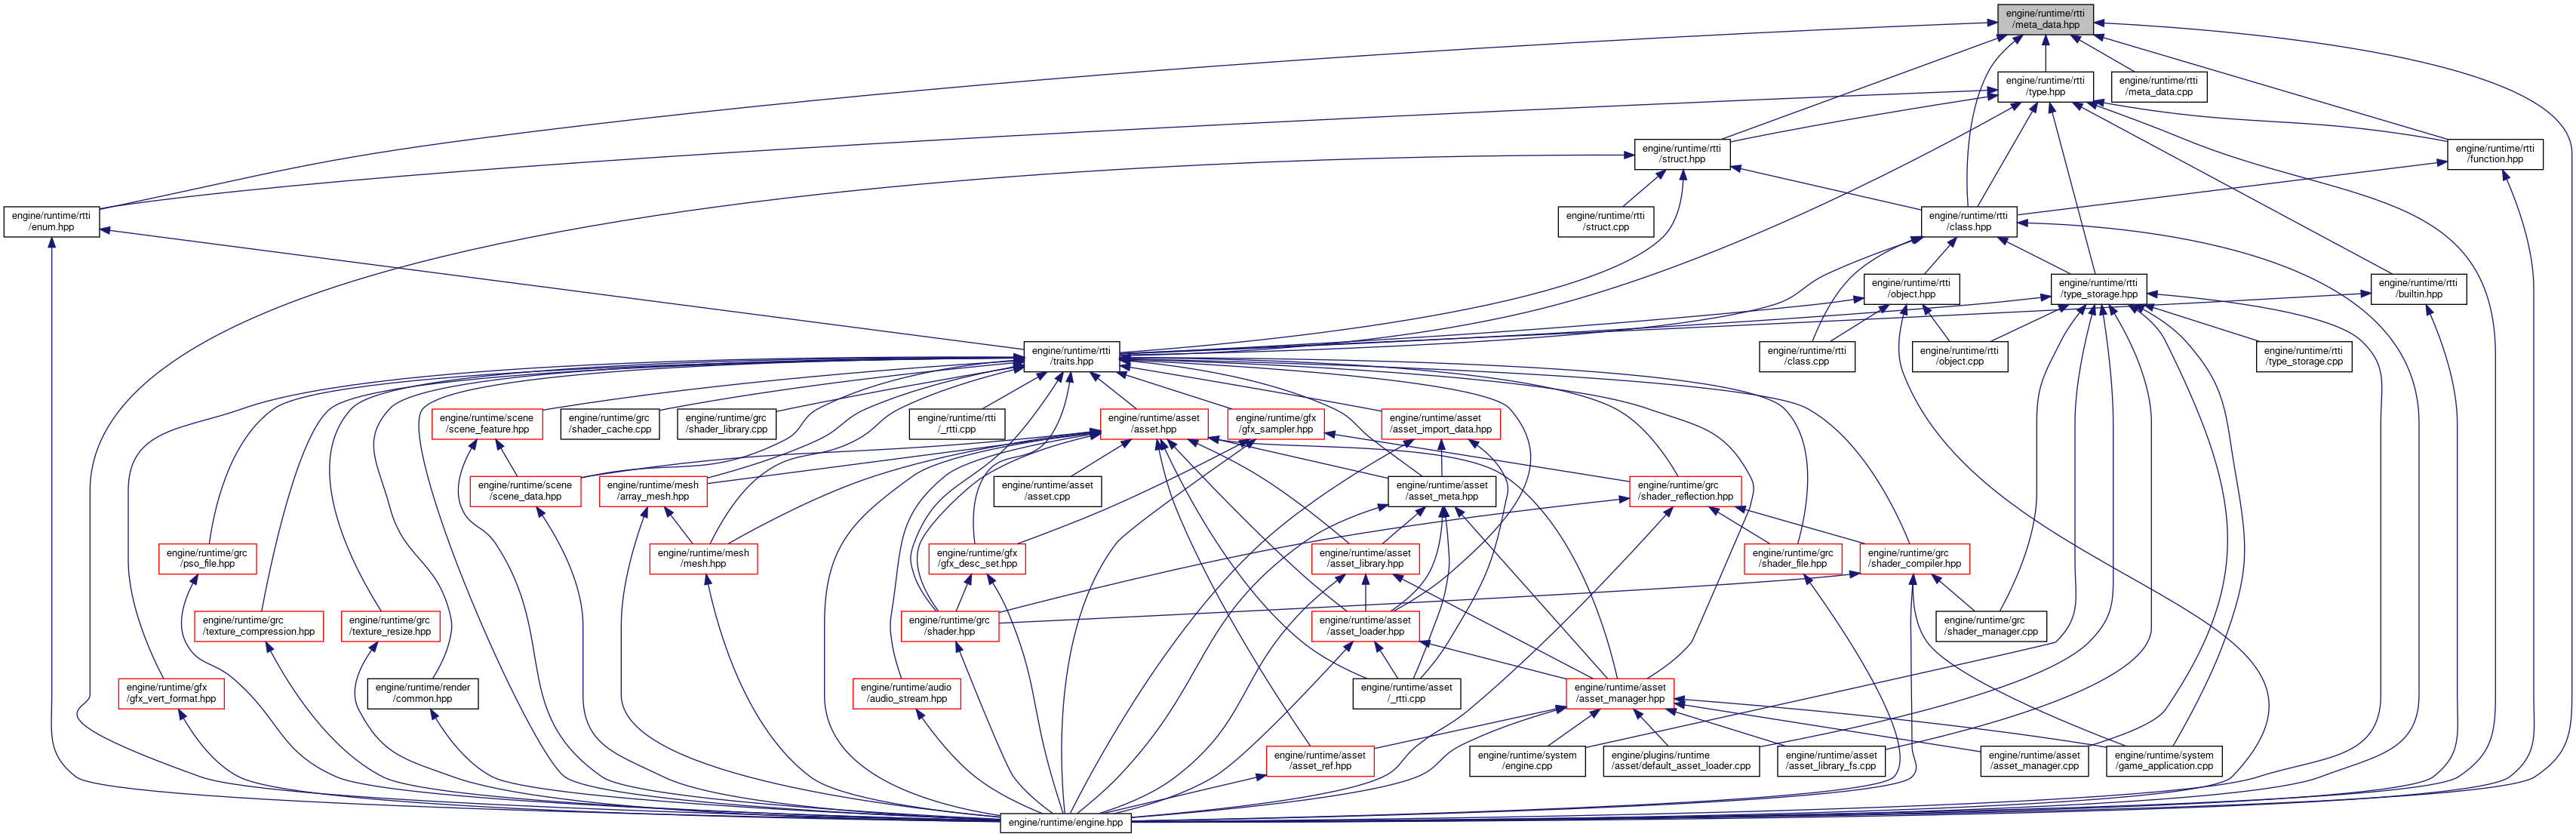 engine/runtime/rtti
/meta_data.hpp
engine/runtime/rtti
/type.hpp
engine/runtime/rtti
/meta_data.cpp
engine/runtime/rtti
/struct.hpp
engine/runtime/rtti
/function.hpp
engine/runtime/rtti
/enum.hpp
engine/runtime/rtti
/struct.cpp
engine/runtime/rtti
/class.hpp
engine/runtime/rtti
/object.hpp
engine/runtime/rtti
/type_storage.hpp
engine/runtime/rtti
/builtin.hpp
engine/runtime/rtti
/traits.hpp
engine/runtime/rtti
/class.cpp
engine/runtime/rtti
/object.cpp
engine/runtime/rtti
/type_storage.cpp
engine/runtime/scene
/scene_feature.hpp
engine/runtime/grc
/shader_cache.cpp
engine/runtime/grc
/shader_library.cpp
engine/runtime/rtti
/_rtti.cpp
engine/runtime/asset
/asset.hpp
engine/runtime/gfx
/gfx_sampler.hpp
engine/runtime/asset
/asset_import_data.hpp
engine/runtime/scene
/scene_data.hpp
engine/runtime/mesh
/array_mesh.hpp
engine/runtime/asset
/asset.cpp
engine/runtime/asset
/asset_meta.hpp
engine/runtime/grc
/shader_reflection.hpp
engine/runtime/grc
/pso_file.hpp
engine/runtime/mesh
/mesh.hpp
engine/runtime/gfx
/gfx_desc_set.hpp
engine/runtime/asset
/asset_library.hpp
engine/runtime/grc
/shader_file.hpp
engine/runtime/grc
/shader_compiler.hpp
engine/runtime/grc
/texture_compression.hpp
engine/runtime/grc
/texture_resize.hpp
engine/runtime/grc
/shader.hpp
engine/runtime/asset
/asset_loader.hpp
engine/runtime/grc
/shader_manager.cpp
engine/runtime/gfx
/gfx_vert_format.hpp
engine/runtime/render
/common.hpp
engine/runtime/audio
/audio_stream.hpp
engine/runtime/asset
/_rtti.cpp
engine/runtime/asset
/asset_manager.hpp
engine/runtime/asset
/asset_ref.hpp
engine/runtime/system
/engine.cpp
engine/plugins/runtime
/asset/default_asset_loader.cpp
engine/runtime/asset
/asset_library_fs.cpp
engine/runtime/asset
/asset_manager.cpp
engine/runtime/system
/game_application.cpp
engine/runtime/engine.hpp